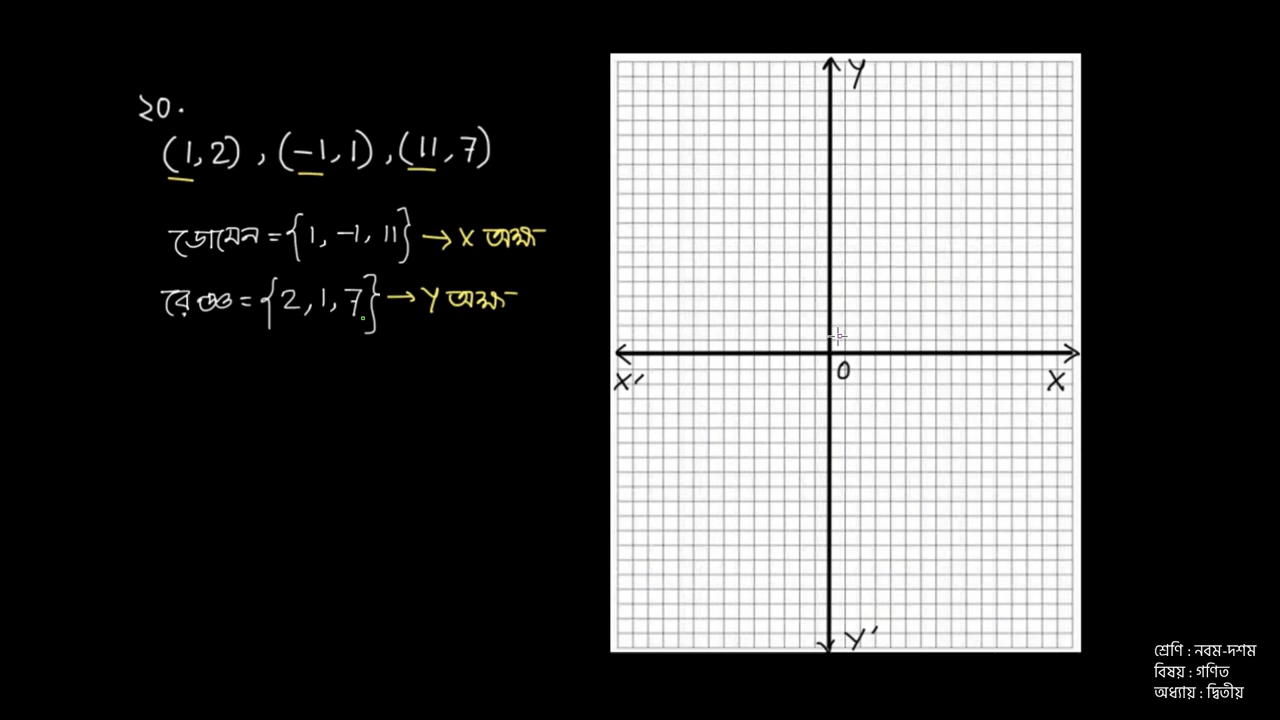 ২০.
(1, 2) , (-1, 1) , (11, 7)
ডোমেন = {1, -1, 11} → X অক্ষ
রেঞ্জ = {2, 1, 7} → Y অক্ষ
Y
X' O X
Y'
শ্রেণি : নবম-দশম
বিষয় : গণিত
অধ্যায় : দ্বিতীয়